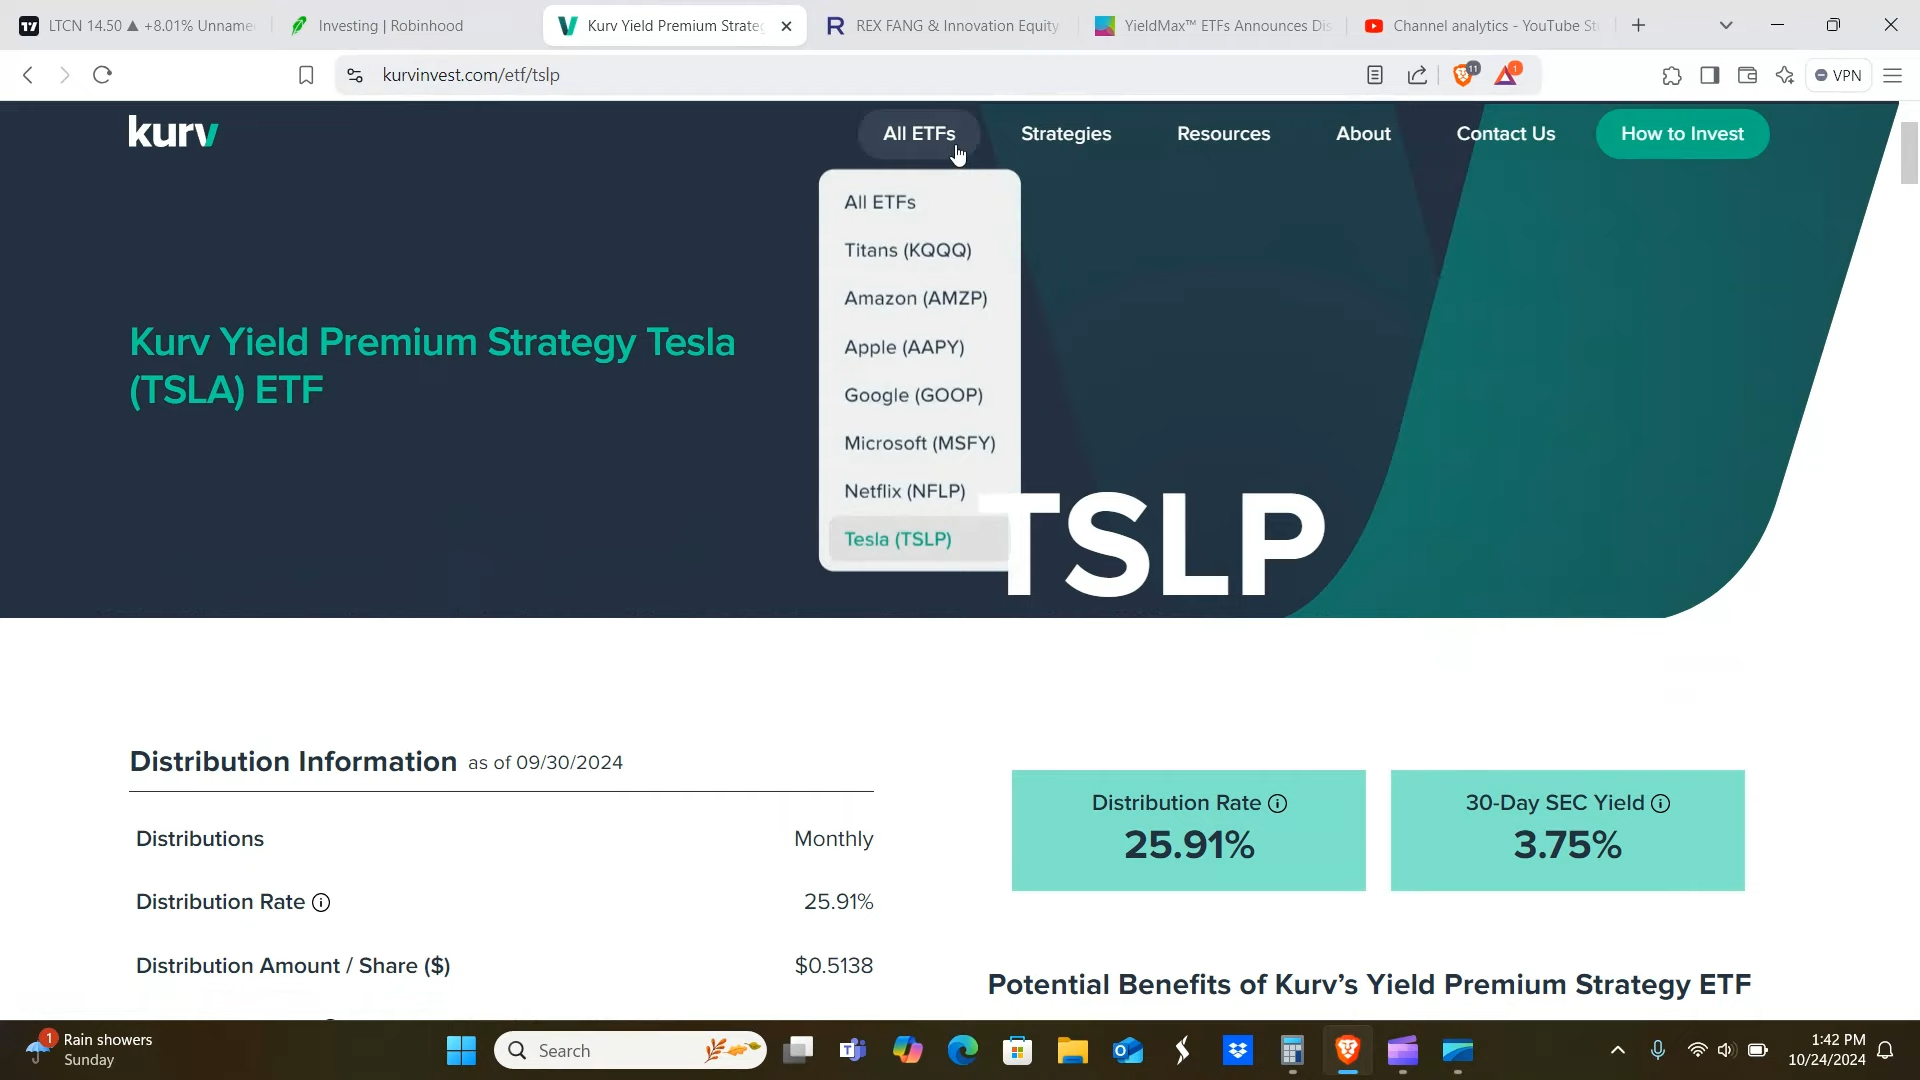 LTCN 14.50 ▲ +8.01% Unname
Investing | Robinhood
Kurv Yield Premium Strate
REX FANG & Innovation Equity
YieldMax™ ETFs Announces Dis
Channel analytics - YouTube St
kurvinvest.com/etf/tslp
11
1
VPN
kurv
All ETFs
Strategies
Resources
About
Contact Us
How to Invest
All ETFs
Titans (KQQQ)
Amazon (AMZP)
Apple (AAPY)
Google (GOOP)
Microsoft (MSFY)
Netflix (NFLP)
Tesla (TSLP)
Kurv Yield Premium Strategy Tesla
(TSLA) ETF
TSLP
Distribution Information as of 09/30/2024
Distributions Monthly
Distribution Rate 25.91%
Distribution Amount / Share ($) $0.5138
Distribution Rate
25.91%
30-Day SEC Yield
3.75%
Potential Benefits of Kurv’s Yield Premium Strategy ETF
1
Rain showers
Sunday
Search
1:42 PM
10/24/2024